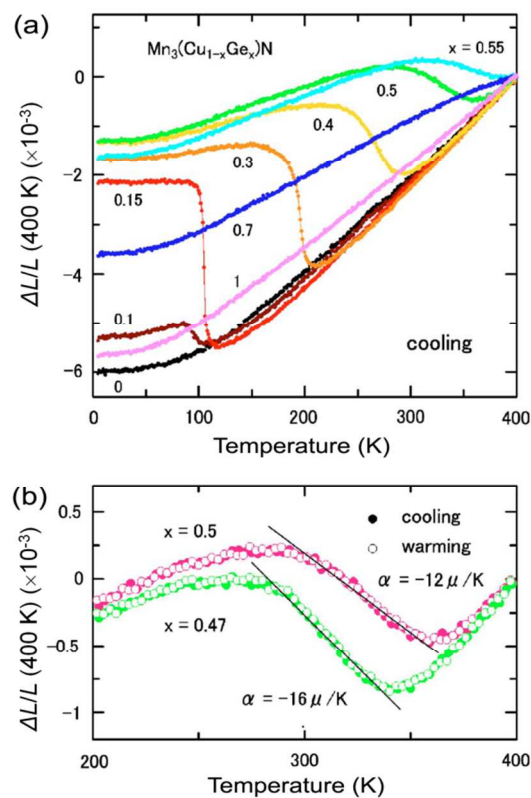 (a)
Mn₃(Cu₁₋ₓGeₓ)N
x = 0.55
0.5
0.4
0.3
0.15
0.7
1
0.1
0
cooling
0
−2
−4
−6
ΔL/L (400 K) (×10⁻³)
0 100 200 300 400
Temperature (K)
(b)
x = 0.5
cooling
warming
α = −12 μ/K
x = 0.47
α = −16 μ/K
0.5
0
−0.5
−1
ΔL/L (400 K) (×10⁻³)
200 300 400
Temperature (K)